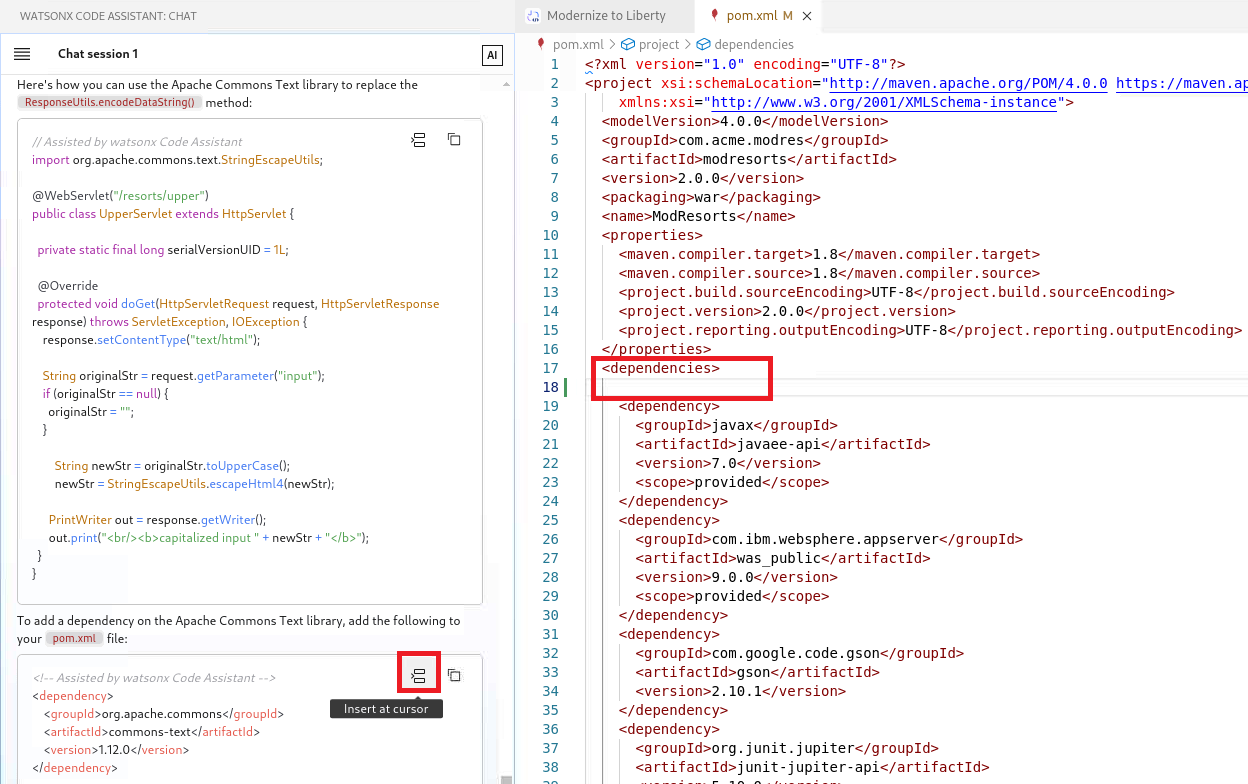 WATSONX CODE ASSISTANT: CHAT
Chat session 1
AI
Here's how you can use the Apache Commons Text library to replace the
ResponseUtils.encodeDataString() method:
// Assisted by watsonx Code Assistant
import org.apache.commons.text.StringEscapeUtils;
@WebServlet("/resorts/upper")
public class UpperServlet extends HttpServlet {
private static final long serialVersionUID = 1L;
@Override
protected void doGet(HttpServletRequest request, HttpServletResponse
response) throws ServletException, IOException {
response.setContentType("text/html");
String originalStr = request.getParameter("input");
if (originalStr == null) {
originalStr = "";
}
String newStr = originalStr.toUpperCase();
newStr = StringEscapeUtils.escapeHtml4(newStr);
PrintWriter out = response.getWriter();
out.print("<br/><b>capitalized input " + newStr + "</b>");
}
}
To add a dependency on the Apache Commons Text library, add the following to
your pom.xml file:
<!-- Assisted by watsonx Code Assistant -->
<dependency>
<groupId>org.apache.commons</groupId>
<artifactId>commons-text</artifactId>
<version>1.12.0</version>
</dependency>
Insert at cursor
Modernize to Liberty
pom.xml M
pom.xml > project > dependencies
1 <?xml version="1.0" encoding="UTF-8"?>
2 <project xsi:schemaLocation="http://maven.apache.org/POM/4.0.0 https://maven.ap
3 xmlns:xsi="http://www.w3.org/2001/XMLSchema-instance">
4 <modelVersion>4.0.0</modelVersion>
5 <groupId>com.acme.modres</groupId>
6 <artifactId>modresorts</artifactId>
7 <version>2.0.0</version>
8 <packaging>war</packaging>
9 <name>ModResorts</name>
10 <properties>
11 <maven.compiler.target>1.8</maven.compiler.target>
12 <maven.compiler.source>1.8</maven.compiler.source>
13 <project.build.sourceEncoding>UTF-8</project.build.sourceEncoding>
14 <project.version>2.0.0</project.version>
15 <project.reporting.outputEncoding>UTF-8</project.reporting.outputEncoding>
16 </properties>
17 <dependencies>
18
19 <dependency>
20 <groupId>javax</groupId>
21 <artifactId>javaee-api</artifactId>
22 <version>7.0</version>
23 <scope>provided</scope>
24 </dependency>
25 <dependency>
26 <groupId>com.ibm.websphere.appserver</groupId>
27 <artifactId>was_public</artifactId>
28 <version>9.0.0</version>
29 <scope>provided</scope>
30 </dependency>
31 <dependency>
32 <groupId>com.google.code.gson</groupId>
33 <artifactId>gson</artifactId>
34 <version>2.10.1</version>
35 </dependency>
36 <dependency>
37 <groupId>org.junit.jupiter</groupId>
38 <artifactId>junit-jupiter-api</artifactId>